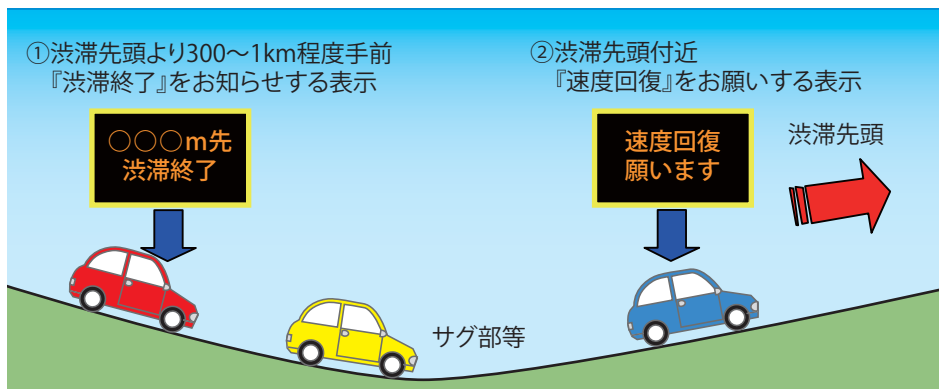 ①渋滞先頭より300～1km程度手前
『渋滞終了』をお知らせする表示
○○○m先
渋滞終了
②渋滞先頭付近
『速度回復』をお願いする表示
速度回復
願います
渋滞先頭
サグ部等